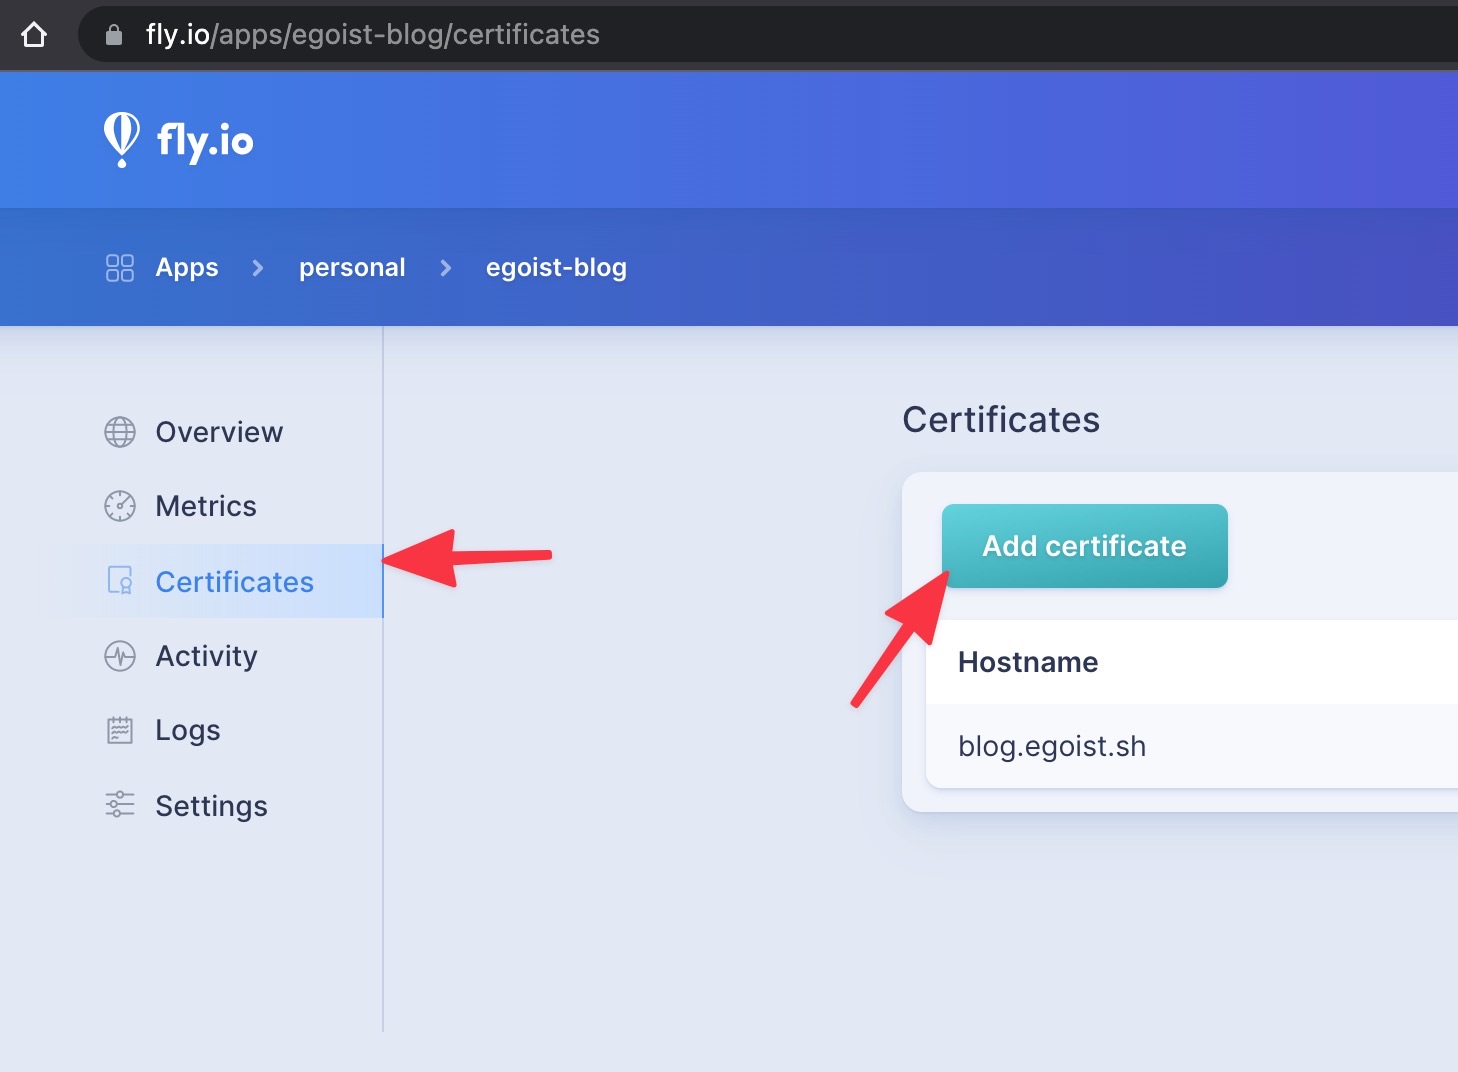 fly.io/apps/egoist-blog/certificates
fly.io
Apps > personal > egoist-blog
Overview
Metrics
Certificates
Activity
Logs
Settings
Certificates
Add certificate
Hostname
blog.egoist.sh